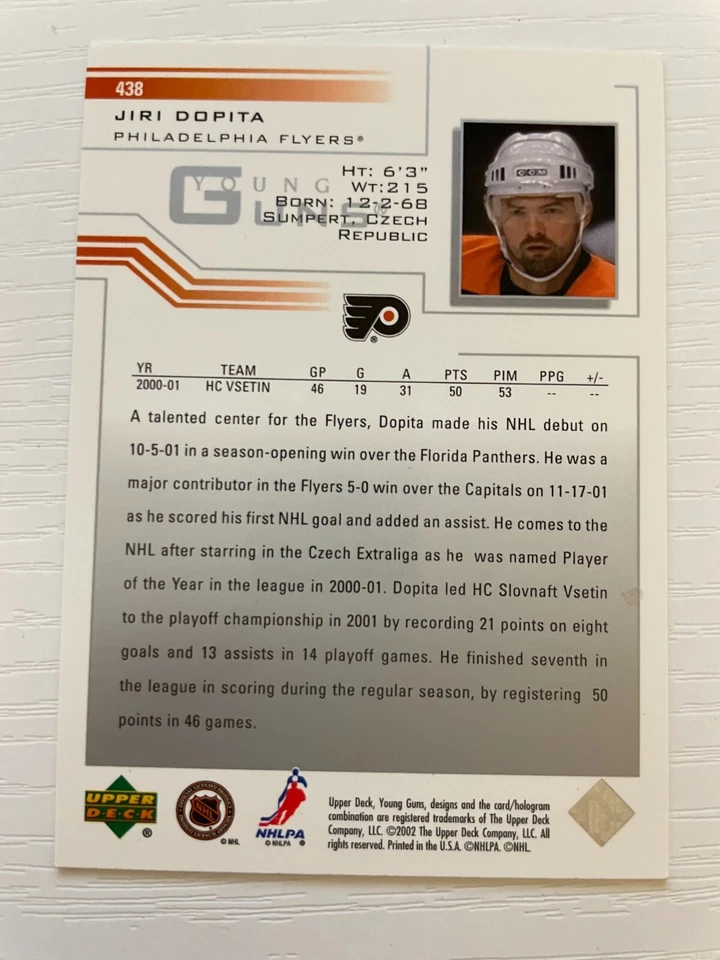 438
JIRI DOPITA
PHILADELPHIA FLYERS®
YOUNG GUNS®
HT: 6'3"
WT:215
BORN: 12-2-68
SUMPERT, CZECH
REPUBLIC
CCM
®
YR TEAM GP G A PTS PIM PPG +/-
2000-01 HC VSETIN 46 19 31 50 53 -- --
A talented center for the Flyers, Dopita made his NHL debut on
10-5-01 in a season-opening win over the Florida Panthers. He was a
major contributor in the Flyers 5-0 win over the Capitals on 11-17-01
as he scored his first NHL goal and added an assist. He comes to the
NHL after starring in the Czech Extraliga as he was named Player
of the Year in the league in 2000-01. Dopita led HC Slovnaft Vsetin
to the playoff championship in 2001 by recording 21 points on eight
goals and 13 assists in 14 playoff games. He finished seventh in
the league in scoring during the regular season, by registering 50
points in 46 games.
UPPER
DECK
®
NHL
© NHL
NHLPA
© NHLPA ®
Upper Deck, Young Guns, designs and the card/hologram
combination are registered trademarks of The Upper Deck
Company, LLC. ©2002 The Upper Deck Company, LLC. All
rights reserved. Printed in the U.S.A. ©NHLPA. ©NHL.